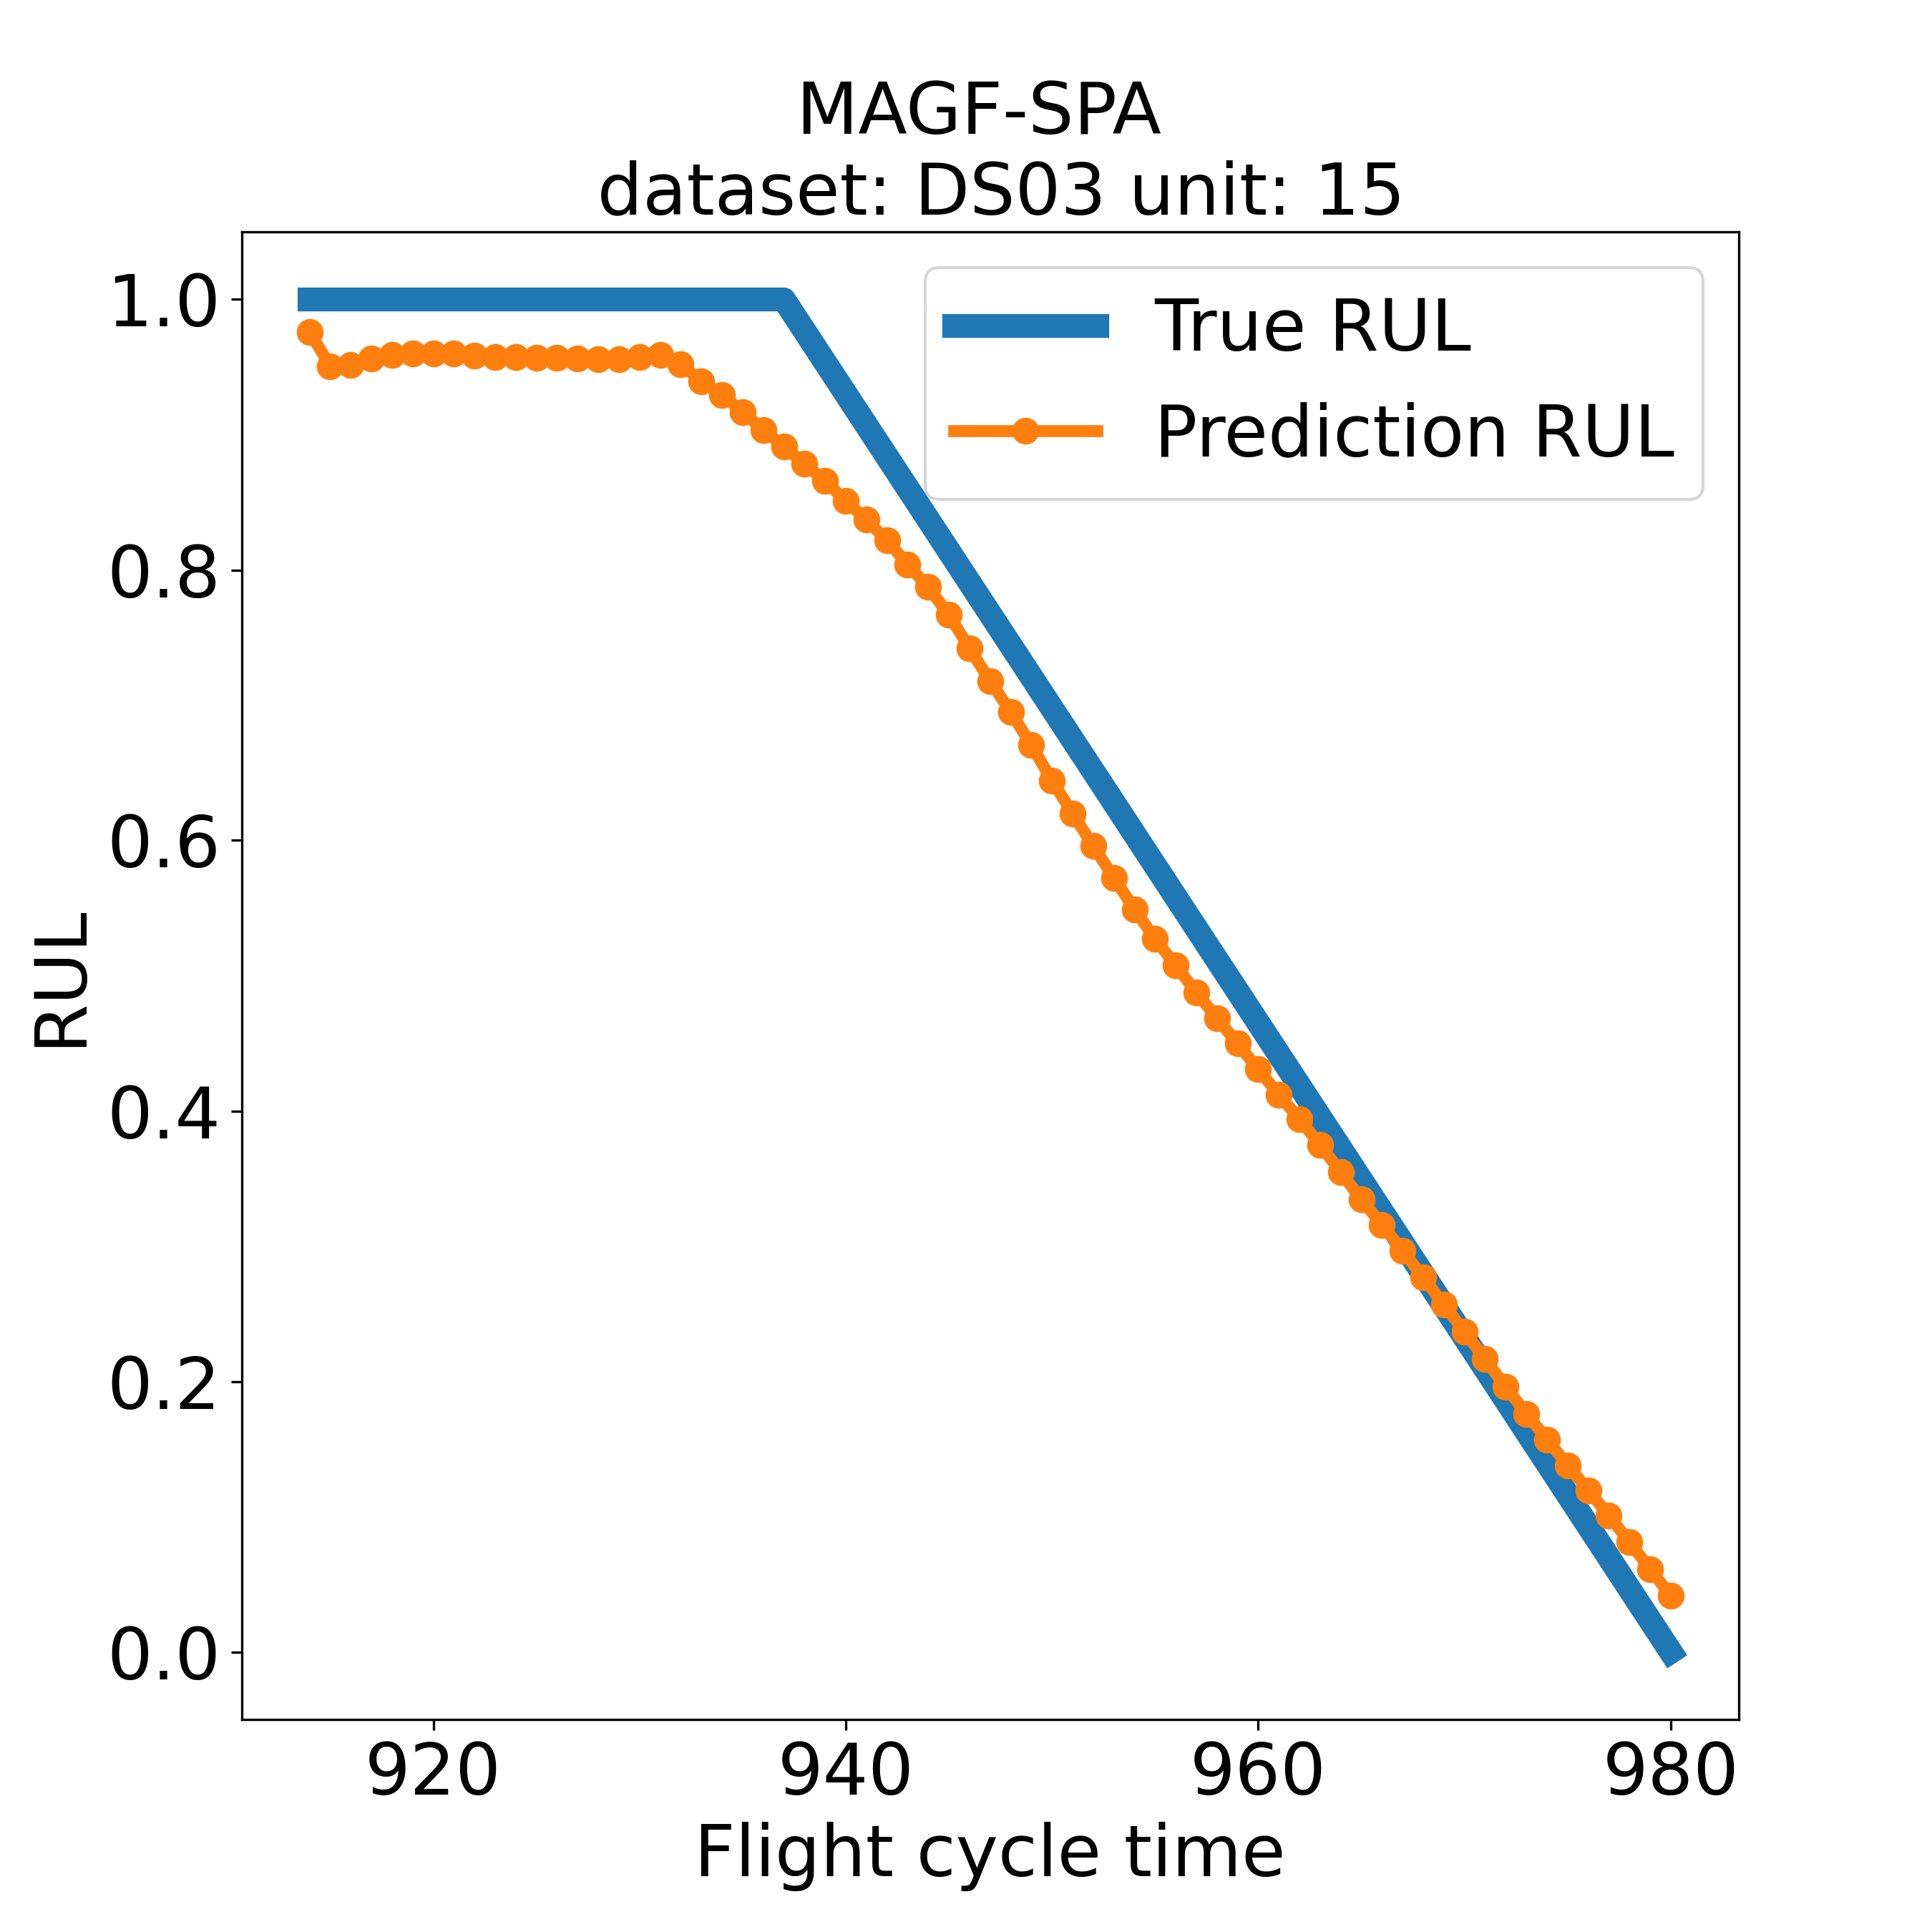 MAGF-SPA
dataset: DS03 unit: 15
True RUL
Prediction RUL
1.0
0.8
0.6
0.4
0.2
0.0
RUL
920 940 960 980
Flight cycle time